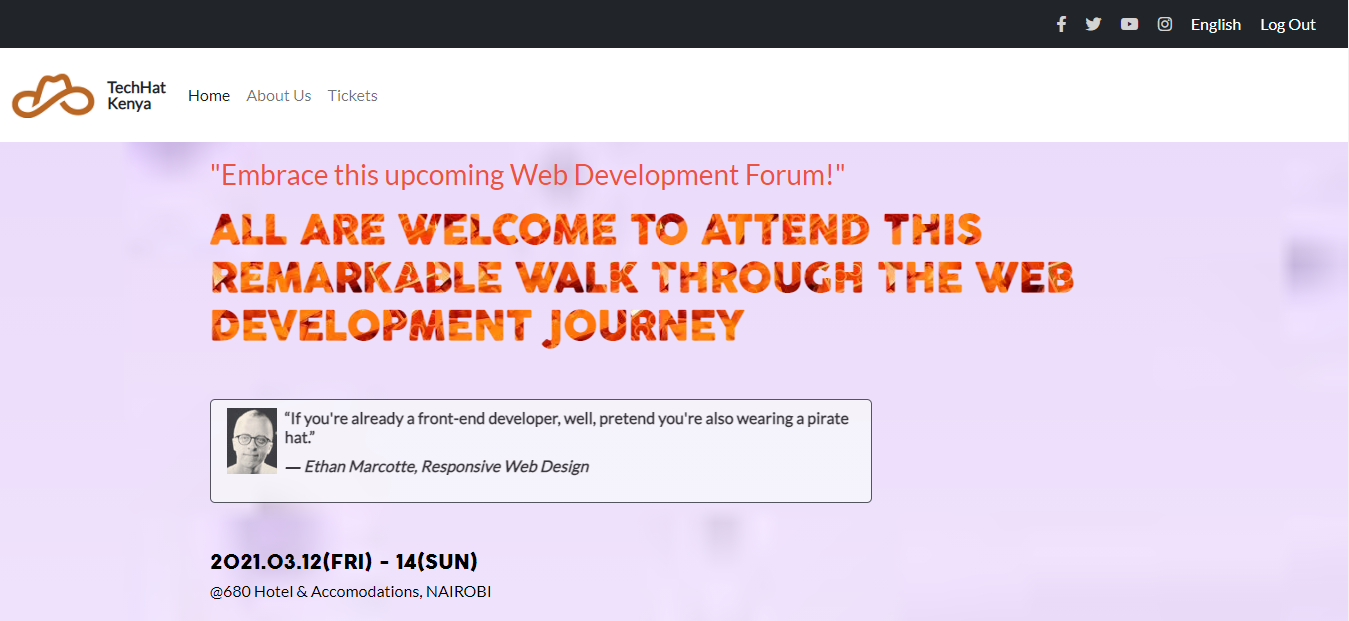 English Log Out
TechHat
Kenya
Home About Us Tickets
"Embrace this upcoming Web Development Forum!"
ALL ARE WELCOME TO ATTEND THIS
REMARKABLE WALK THROUGH THE WEB
DEVELOPMENT JOURNEY
“If you're already a front-end developer, well, pretend you're also wearing a pirate
hat.”
— Ethan Marcotte, Responsive Web Design
2021.03.12(FRI) - 14(SUN)
@680 Hotel & Accomodations, NAIROBI